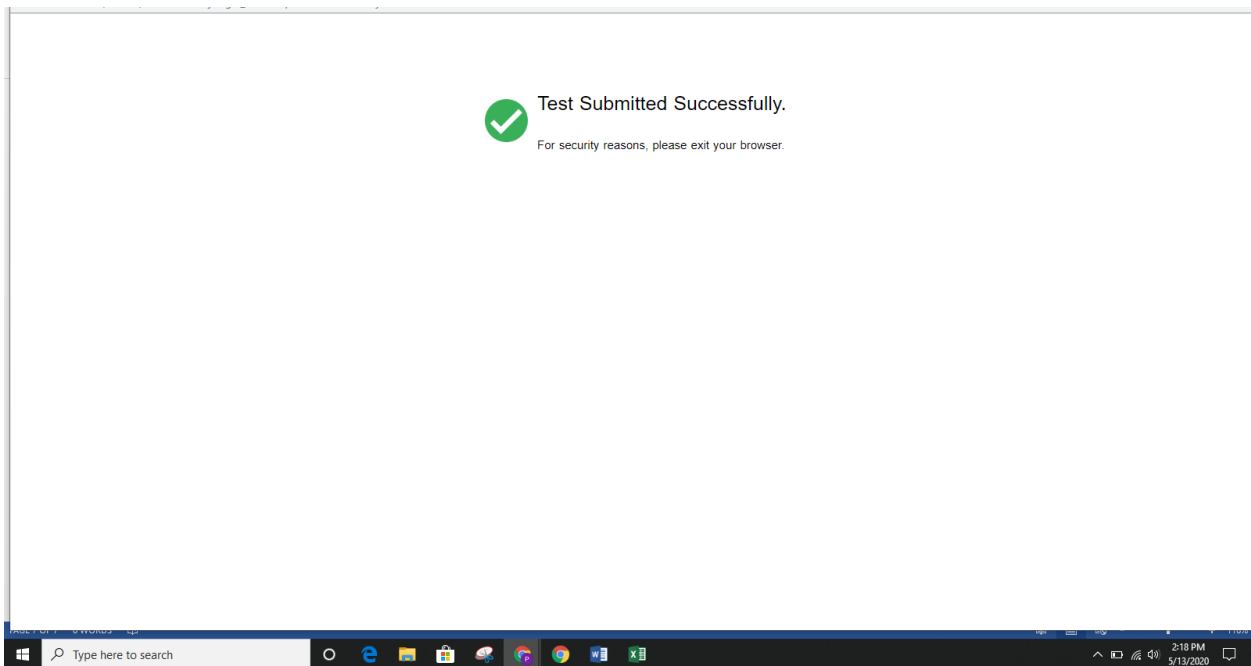 Test Submitted Successfully.
For security reasons, please exit your browser.
Type here to search
2:18 PM
5/13/2020